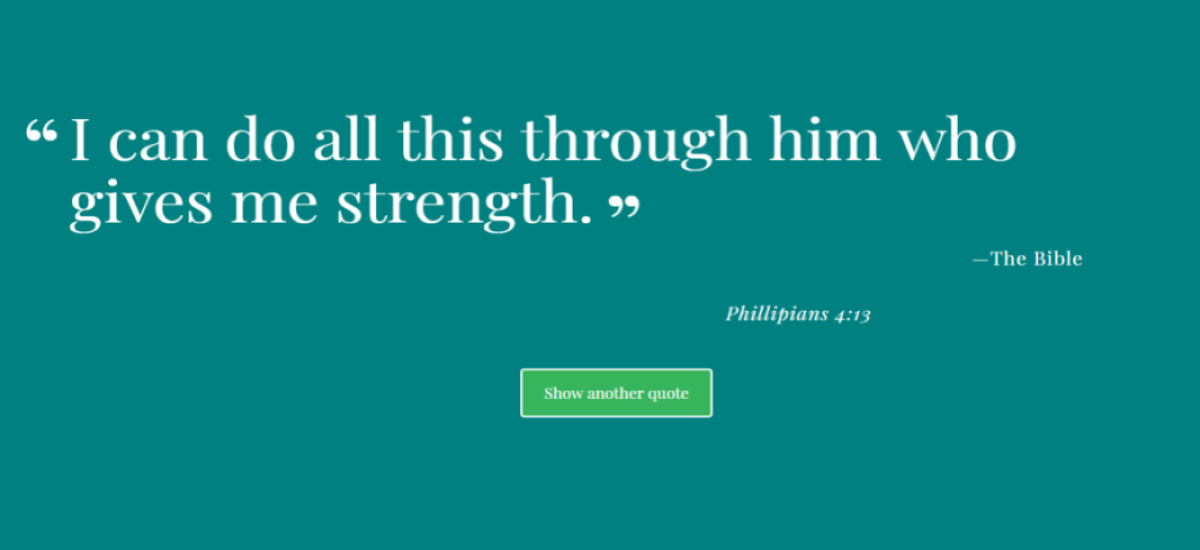 “ I can do all this through him who
gives me strength. ”
—The Bible
Phillipians 4:13
Show another quote